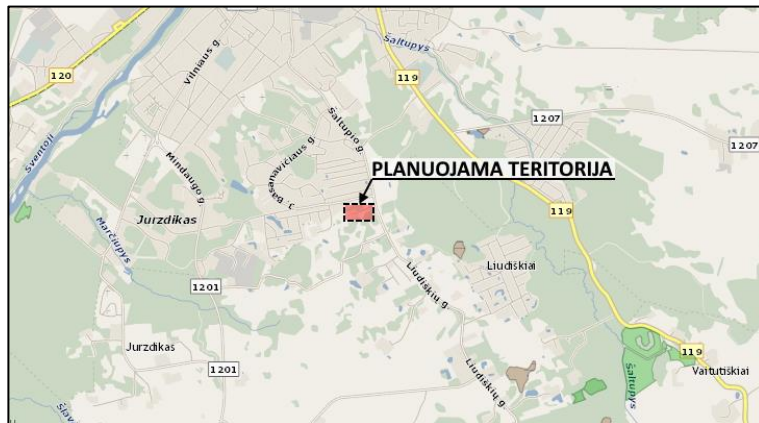 Šaltupys
119
120
Vilniaus g.
Šventoji
Šaltupio g.
1207
1207
Mindaugo g.
J. Basanavičiaus g.
PLANUOJAMA TERITORIJA
119
Jurzdikas
Marčiupys
Liudiškiai
Liudiškių g.
1201
Jurzdikas
119
Vaitutiškiai
1201
Liudiškių g.
Šaltupys